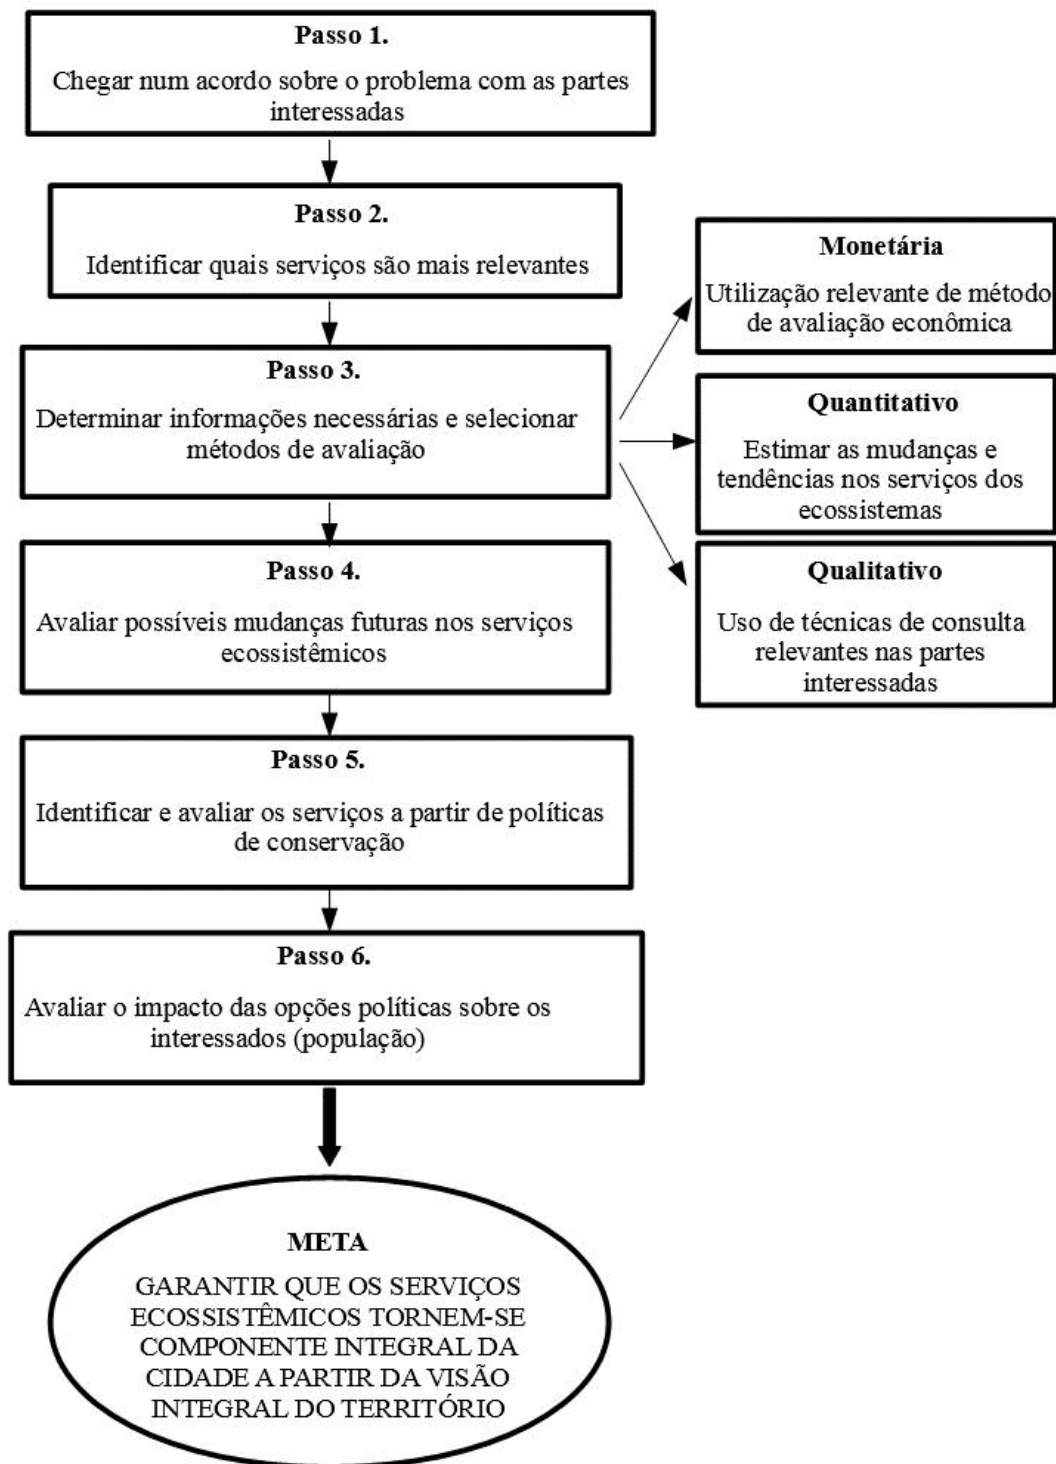 Passo 1.
Chegar num acordo sobre o problema com as partes
interessadas
Passo 2.
Identificar quais serviços são mais relevantes
Passo 3.
Determinar informações necessárias e selecionar
métodos de avaliação
Monetária
Utilização relevante de método
de avaliação econômica
Quantitativo
Estimar as mudanças e
tendências nos serviços dos
ecossistemas
Qualitativo
Uso de técnicas de consulta
relevantes nas partes
interessadas
Passo 4.
Avaliar possíveis mudanças futuras nos serviços
ecossistêmicos
Passo 5.
Identificar e avaliar os serviços a partir de políticas
de conservação
Passo 6.
Avaliar o impacto das opções políticas sobre os
interessados (população)
META
GARANTIR QUE OS SERVIÇOS
ECOSSISTÊMICOS TORNEM-SE
COMPONENTE INTEGRAL DA
CIDADE A PARTIR DA VISÃO
INTEGRAL DO TERRITÓRIO